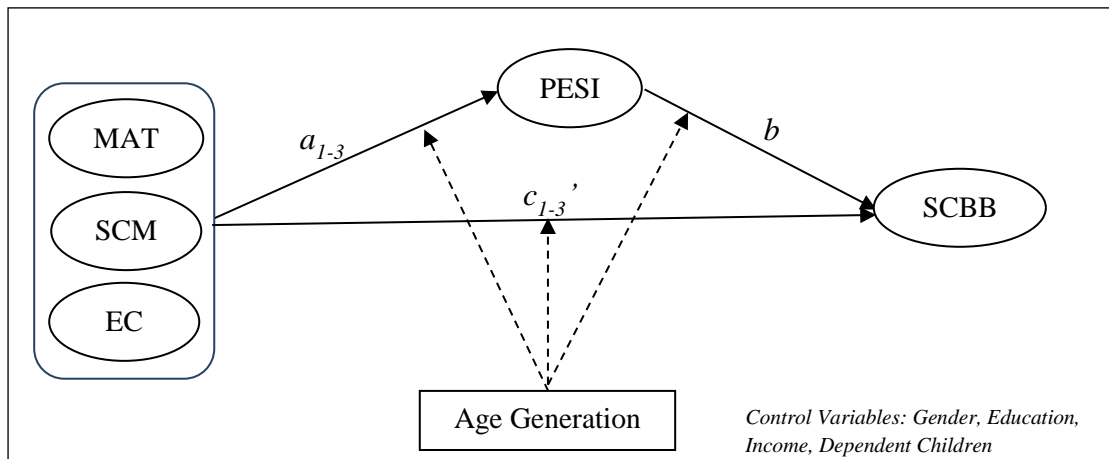 PESI
MAT
a1-3
b
SCM
c1-3’
SCBB
EC
Age Generation
Control Variables: Gender, Education,
Income, Dependent Children